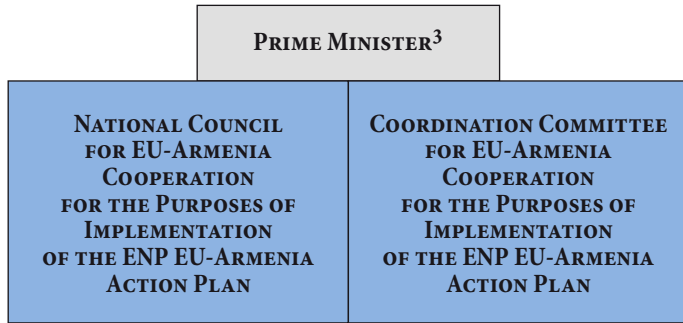 Prime Minister³
National Council
for EU-Armenia
Cooperation
for the Purposes of
Implementation
of the ENP EU-Armenia
Action Plan
Coordination Committee
for EU-Armenia
Cooperation
for the Purposes of
Implementation
of the ENP EU-Armenia
Action Plan